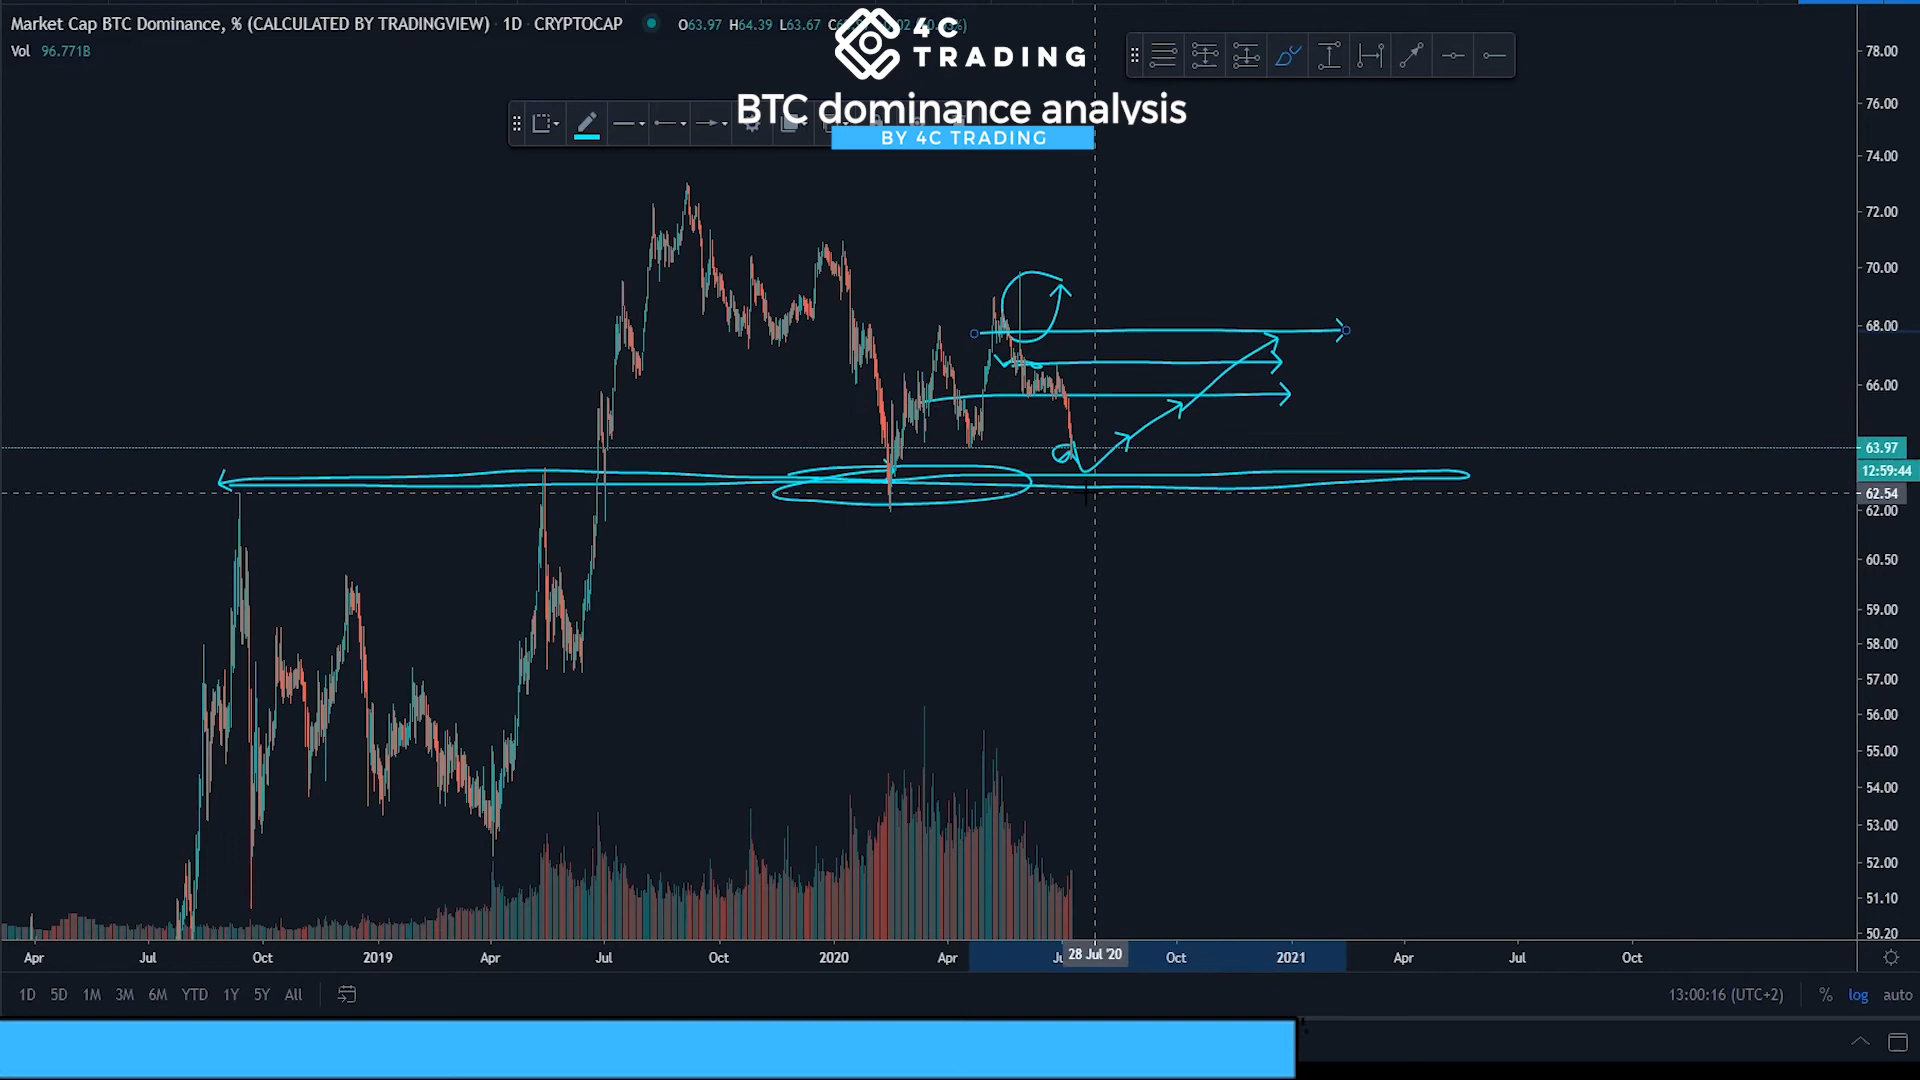 Market Cap BTC Dominance, % (CALCULATED BY TRADINGVIEW) · 1D · CRYPTOCAP
O63.97 H64.39 L63.67
Vol 96.771B
4C
TRADING
BTC dominance analysis
BY 4C TRADING
78.00
76.00
74.00
72.00
70.00
68.00
66.00
63.97
12:59:44
62.54
62.00
60.50
59.00
58.00
57.00
56.00
55.00
54.00
53.00
52.00
51.10
50.20
Apr Jul Oct 2019 Apr Jul Oct 2020 Apr 28 Jul '20 Oct 2021 Apr Jul Oct
1D 5D 1M 3M 6M YTD 1Y 5Y All
13:00:16 (UTC+2) % log auto